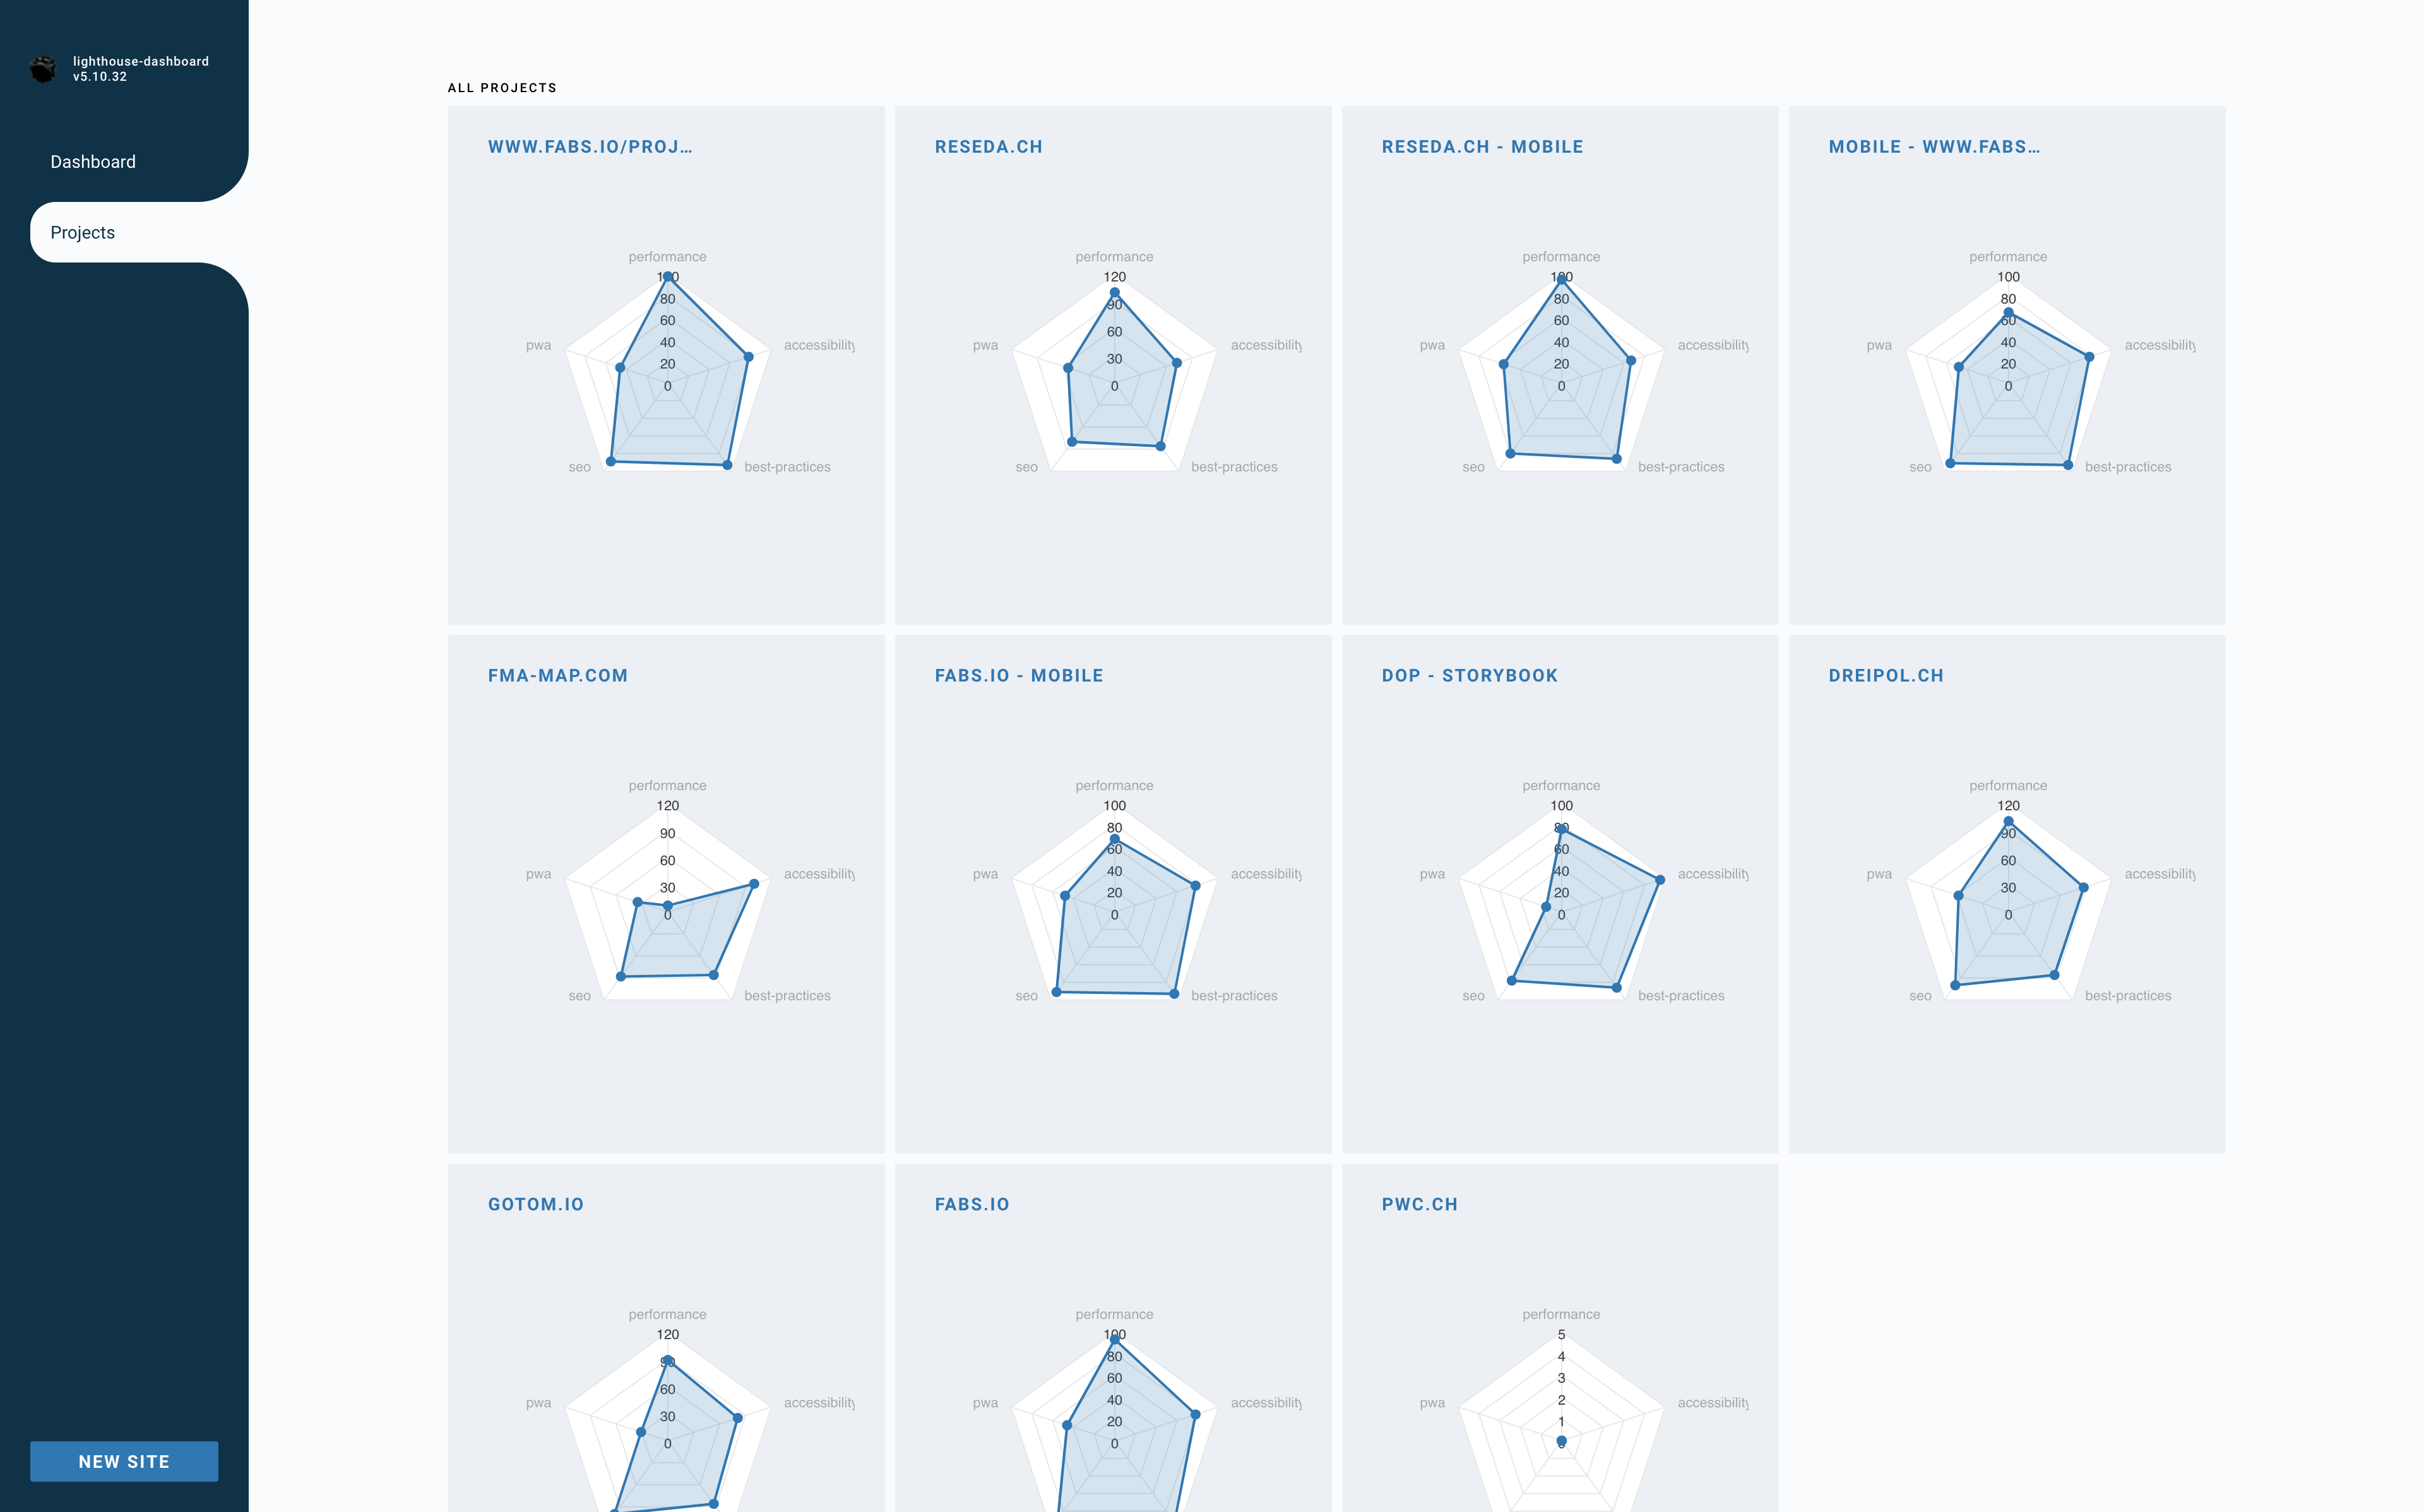 lighthouse-dashboard
v5.10.32
Dashboard
Projects
NEW SITE
ALL PROJECTS
WWW.FABS.IO/PROJ…
performance
100
80
60
40
20
0
pwa
accessibility
seo
best-practices
RESEDA.CH
performance
120
90
60
30
0
pwa
accessibility
seo
best-practices
RESEDA.CH - MOBILE
performance
100
80
60
40
20
0
pwa
accessibility
seo
best-practices
MOBILE - WWW.FABS…
performance
100
80
60
40
20
0
pwa
accessibility
seo
best-practices
FMA-MAP.COM
performance
120
90
60
30
0
pwa
accessibility
seo
best-practices
FABS.IO - MOBILE
performance
100
80
60
40
20
0
pwa
accessibility
seo
best-practices
DOP - STORYBOOK
performance
100
80
60
40
20
0
pwa
accessibility
seo
best-practices
DREIPOL.CH
performance
120
90
60
30
0
pwa
accessibility
seo
best-practices
GOTOM.IO
performance
120
90
60
30
0
pwa
accessibility
FABS.IO
performance
100
80
60
40
20
0
pwa
accessibility
PWC.CH
performance
5
4
3
2
1
0
pwa
accessibility